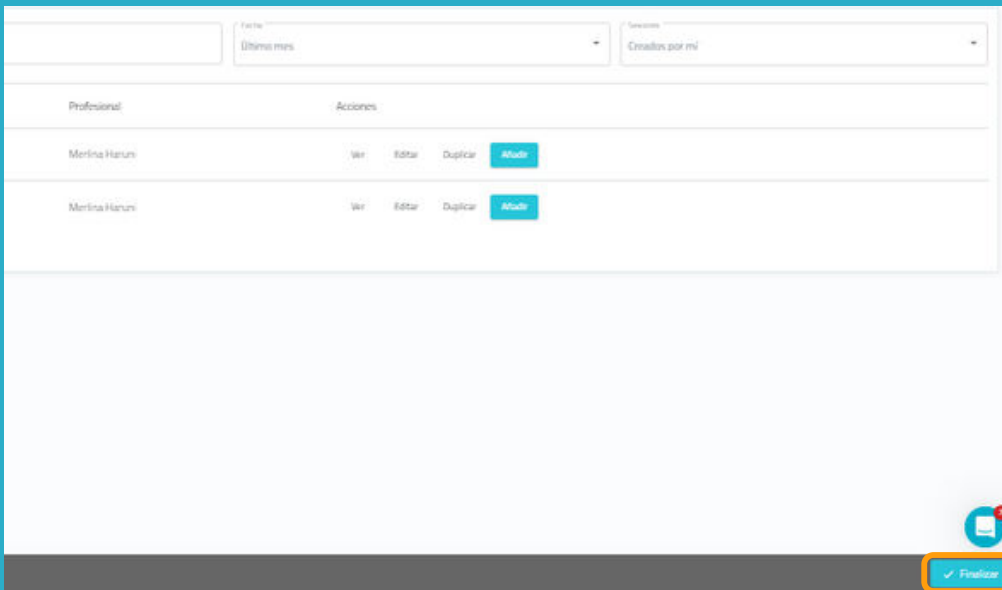 Fecha
Último mes
Creados por mí
Profesional Acciones
Merlina Haruni Ver Editar Duplicar Añadir
Merlina Haruni Ver Editar Duplicar Añadir
Finalizar